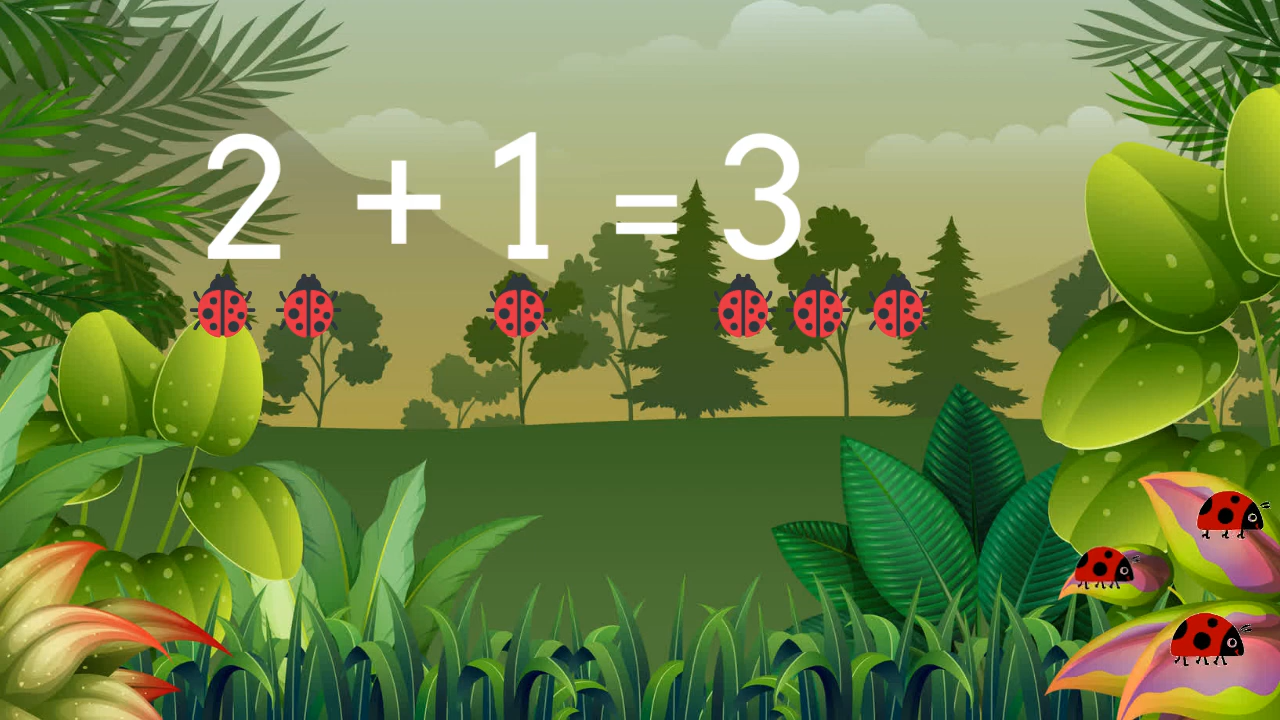 2 + 1 = 3